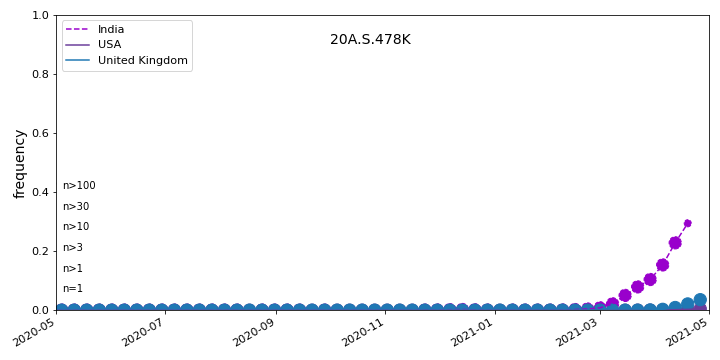 20A.S.478K
India
USA
United Kingdom
frequency
1.0
0.8
0.6
0.4
0.2
0.0
n>100
n>30
n>10
n>3
n>1
n=1
2020-05
2020-07
2020-09
2020-11
2021-01
2021-03
2021-05